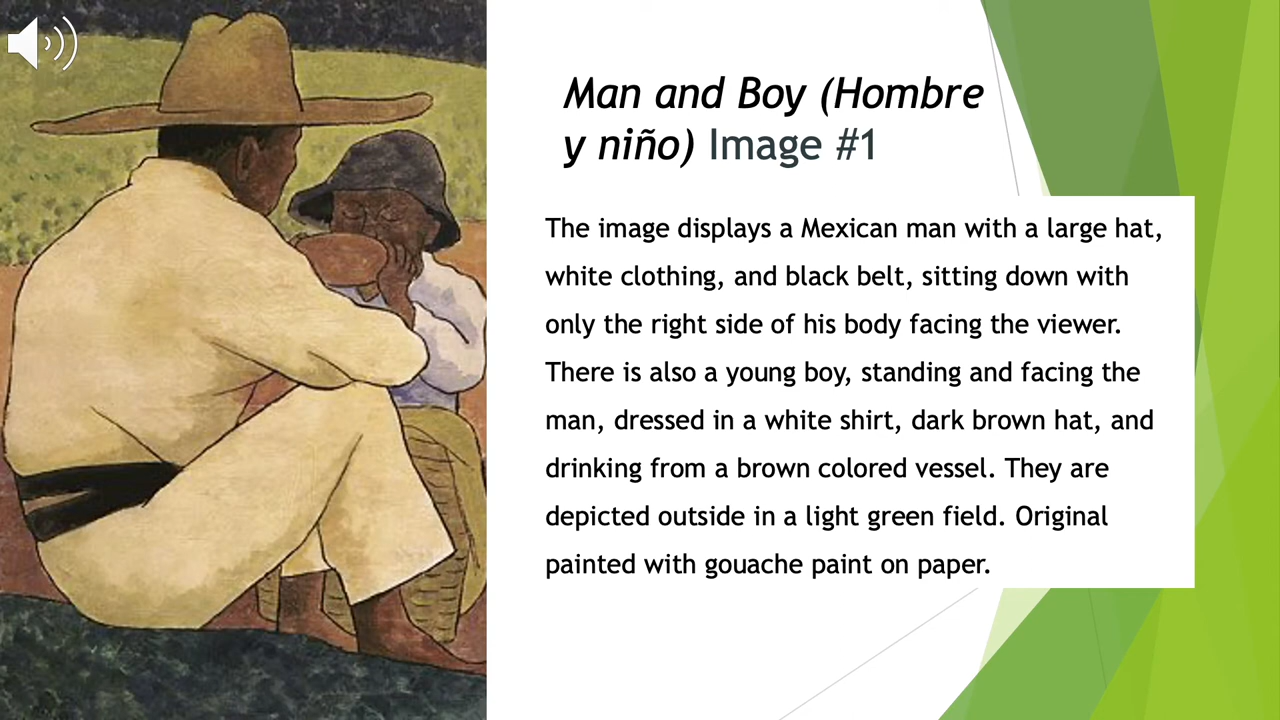 Man and Boy (Hombre
y niño) Image #1
The image displays a Mexican man with a large hat,
white clothing, and black belt, sitting down with
only the right side of his body facing the viewer.
There is also a young boy, standing and facing the
man, dressed in a white shirt, dark brown hat, and
drinking from a brown colored vessel. They are
depicted outside in a light green field. Original
painted with gouache paint on paper.